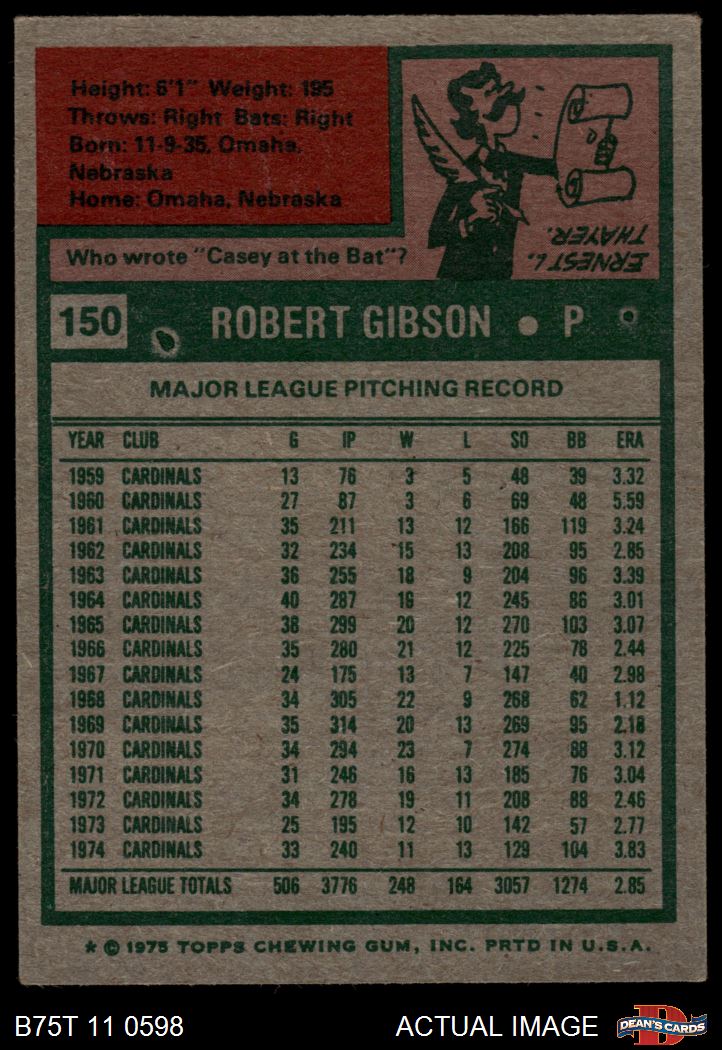 Height: 6'1" Weight: 195
Throws: Right Bats: Right
Born: 11-9-35, Omaha,
Nebraska
Home: Omaha, Nebraska
Who wrote "Casey at the Bat"?
ERNEST L.
THAYER.
150 ROBERT GIBSON • P
MAJOR LEAGUE PITCHING RECORD
YEAR CLUB G IP W L SO BB ERA
1959 CARDINALS 13 76 3 5 48 39 3.32
1960 CARDINALS 27 87 3 6 69 48 5.59
1961 CARDINALS 35 211 13 12 166 119 3.24
1962 CARDINALS 32 234 15 13 208 95 2.85
1963 CARDINALS 36 255 18 9 204 96 3.39
1964 CARDINALS 40 287 19 12 245 86 3.01
1965 CARDINALS 38 299 20 12 270 103 3.07
1966 CARDINALS 35 280 21 12 225 78 2.44
1967 CARDINALS 24 175 13 7 147 40 2.98
1968 CARDINALS 34 305 22 9 268 62 1.12
1969 CARDINALS 35 314 20 13 269 95 2.18
1970 CARDINALS 34 294 23 7 274 88 3.12
1971 CARDINALS 31 246 16 13 185 76 3.04
1972 CARDINALS 34 278 19 11 208 88 2.46
1973 CARDINALS 25 195 12 10 142 57 2.77
1974 CARDINALS 33 240 11 13 129 104 3.83
MAJOR LEAGUE TOTALS 506 3776 248 164 3057 1274 2.85
* © 1975 TOPPS CHEWING GUM, INC. PRTD IN U.S.A.
B75T 11 0598 ACTUAL IMAGE D DEAN'S CARDS